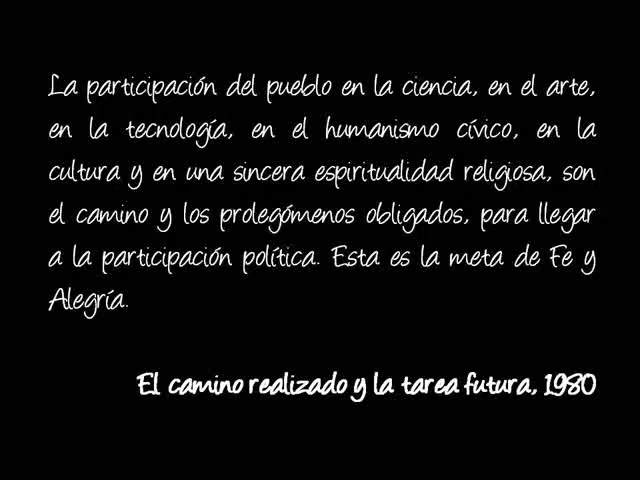 La participación del pueblo en la ciencia, en el arte,
en la tecnología, en el humanismo cívico, en la
cultura y en una sincera espiritualidad religiosa, son
el camino y los prolegómenos obligados, para llegar
a la participación política. Esta es la meta de Fe y
Alegría.
El camino realizado y la tarea futura, 1980